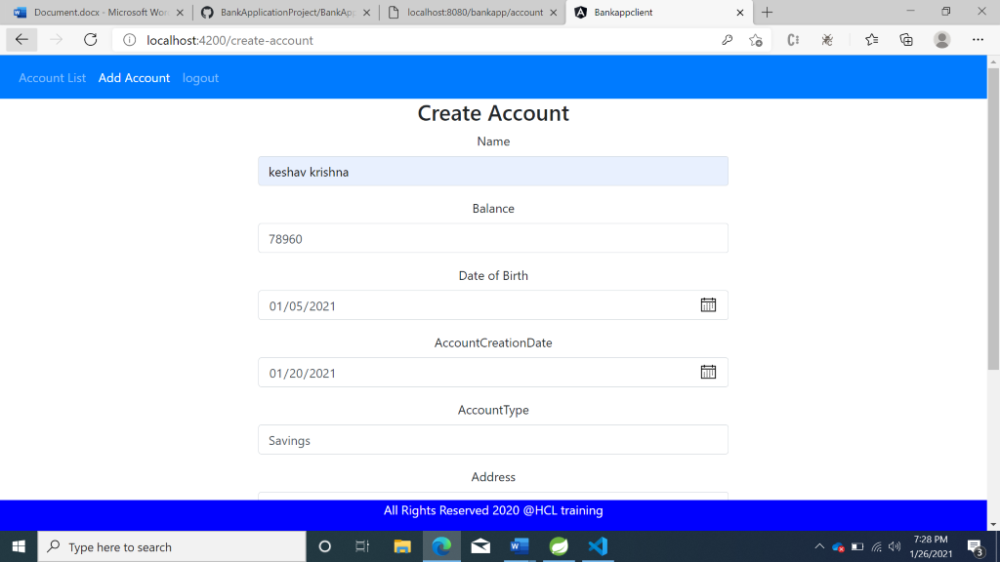 Document.docx - Microsoft Wor
BankApplicationProject/BankApp
localhost:8080/bankapp/account
Bankappclient
localhost:4200/create-account
Account List
Add Account
logout
Create Account
Name
keshav krishna
Balance
78960
Date of Birth
01/05/2021
AccountCreationDate
01/20/2021
AccountType
Savings
Address
All Rights Reserved 2020 @HCL training
Type here to search
7:28 PM
1/26/2021
3